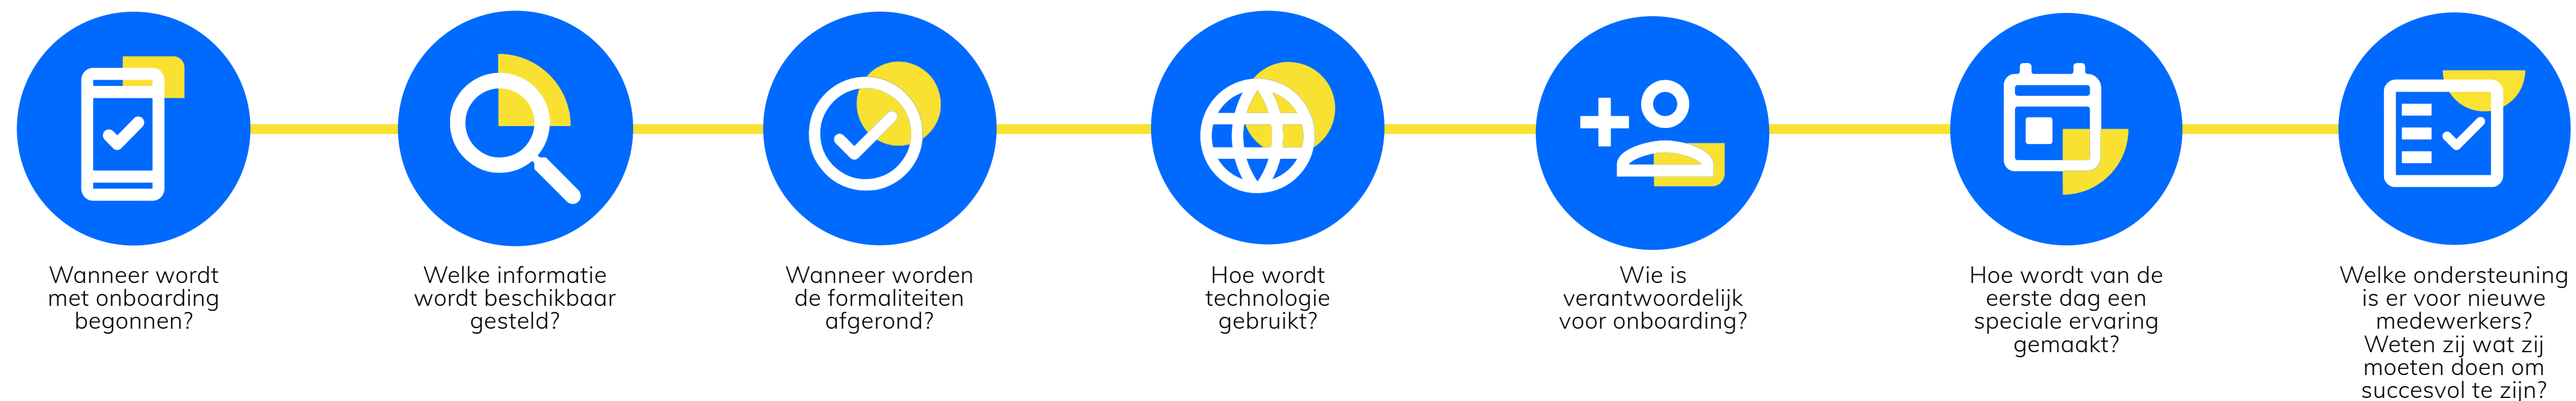 Wanneer wordt
met onboarding
begonnen?
Welke informatie
wordt beschikbaar
gesteld?
Wanneer worden
de formaliteiten
afgerond?
Hoe wordt
technologie
gebruikt?
Wie is
verantwoordelijk
voor onboarding?
Hoe wordt van de
eerste dag een
speciale ervaring
gemaakt?
Welke ondersteuning
is er voor nieuwe
medewerkers?
Weten zij wat zij
moeten doen om
succesvol te zijn?